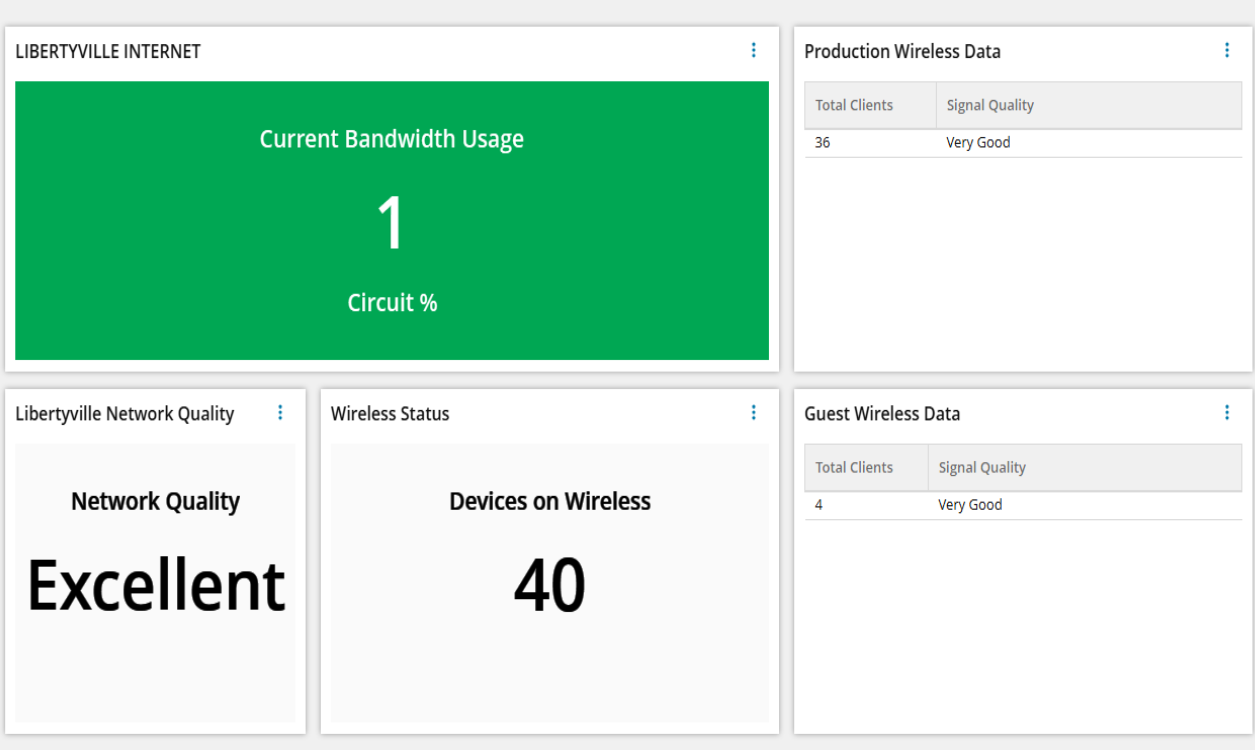 LIBERTYVILLE INTERNET
Current Bandwidth Usage
1
Circuit %
Production Wireless Data
Total Clients Signal Quality
36 Very Good
Libertyville Network Quality
Network Quality
Excellent
Wireless Status
Devices on Wireless
40
Guest Wireless Data
Total Clients Signal Quality
4 Very Good